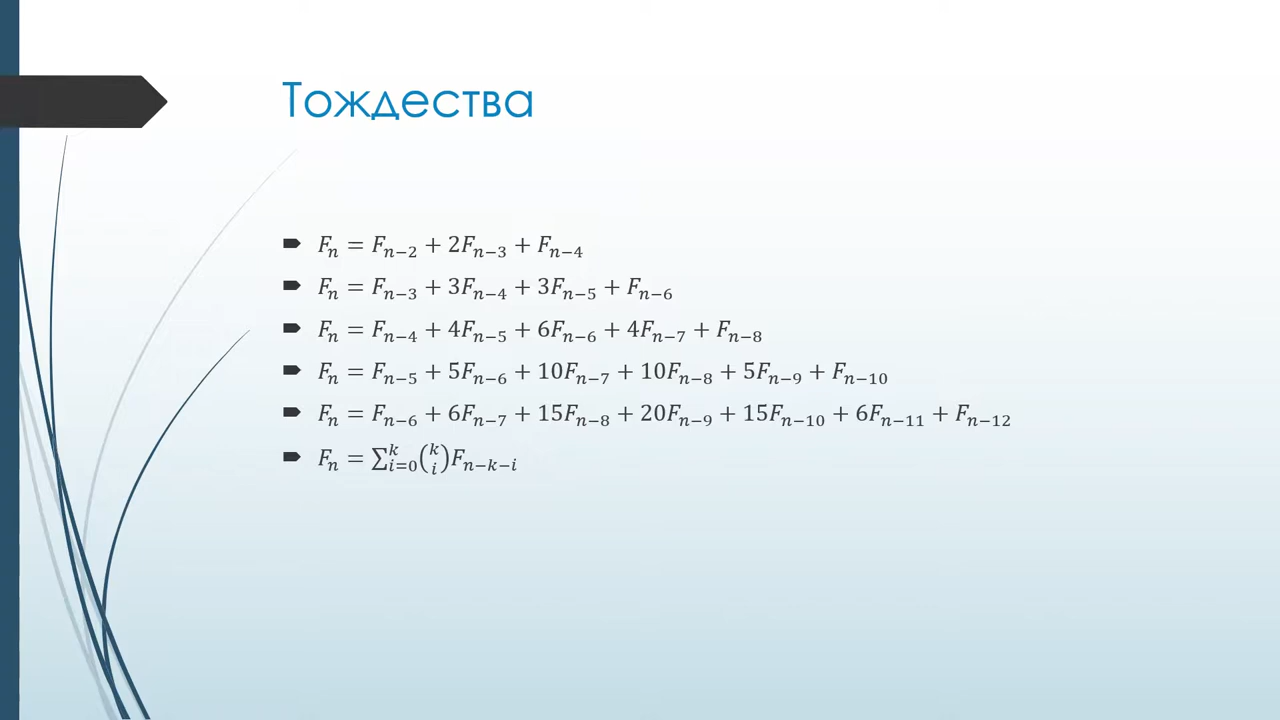 Тождества
$F_n = F_{n-2} + 2F_{n-3} + F_{n-4}$
$F_n = F_{n-3} + 3F_{n-4} + 3F_{n-5} + F_{n-6}$
$F_n = F_{n-4} + 4F_{n-5} + 6F_{n-6} + 4F_{n-7} + F_{n-8}$
$F_n = F_{n-5} + 5F_{n-6} + 10F_{n-7} + 10F_{n-8} + 5F_{n-9} + F_{n-10}$
$F_n = F_{n-6} + 6F_{n-7} + 15F_{n-8} + 20F_{n-9} + 15F_{n-10} + 6F_{n-11} + F_{n-12}$
$F_n = \sum_{i=0}^{k} \binom{k}{i} F_{n-k-i}$